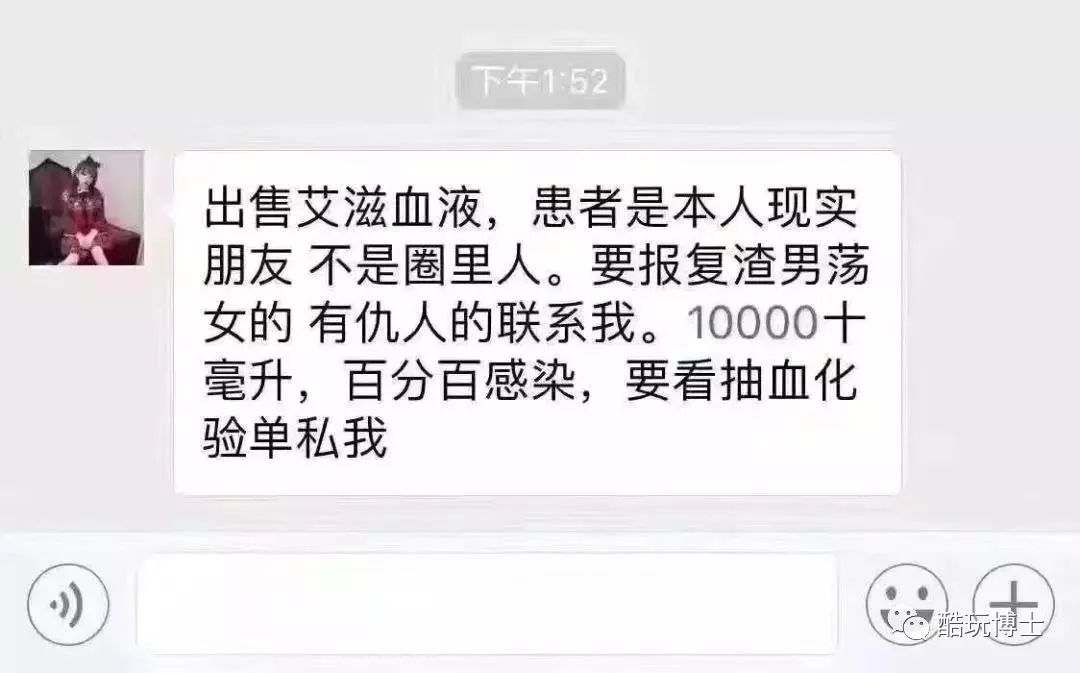 下午1:52
出售艾滋血液，患者是本人现实
朋友 不是圈里人。要报复渣男荡
女的 有仇人的联系我。10000十
毫升，百分百感染，要看抽血化
验单私我
酷玩博士